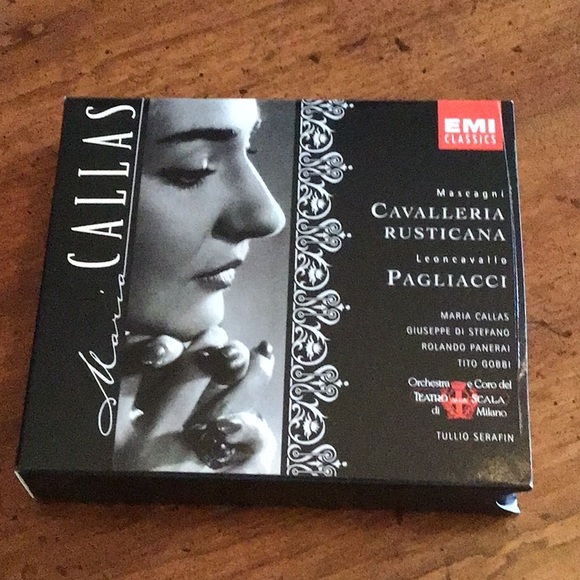 Maria CALLAS
EMI
CLASSICS
Mascagni
CAVALLERIA
RUSTICANA
Leoncavallo
PAGLIACCI
MARIA CALLAS
GIUSEPPE DI STEFANO
ROLANDO PANERAI
TITO GOBBI
Orchestra e Coro del
TEATRO alla SCALA
di Milano
TULLIO SERAFIN